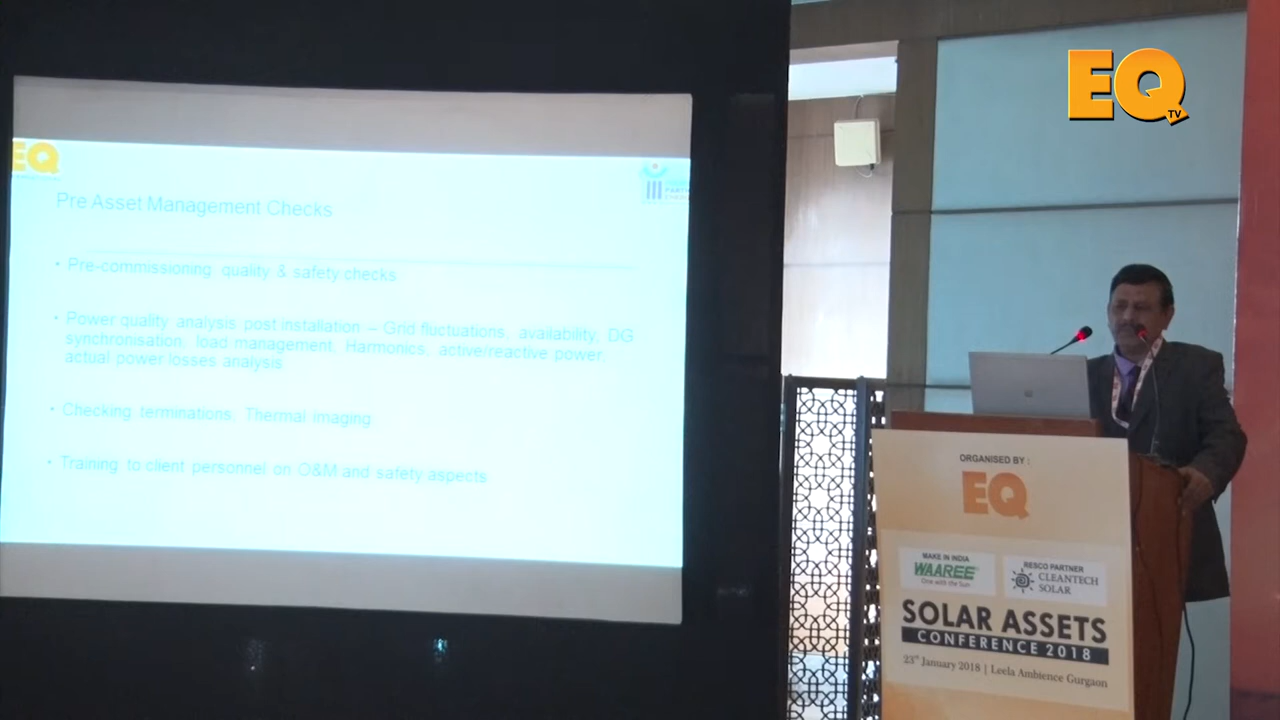 EQ
TV
EQ
Pre Asset Management Checks
• Pre-commissioning quality & safety checks
• Power quality analysis post installation – Grid fluctuations, availability, DG
synchronisation, load management, Harmonics, active/reactive power,
actual power losses analysis
• Checking terminations, Thermal imaging
• Training to client personnel on O&M and safety aspects
ORGANISED BY :
EQ
MAKE IN INDIA
WAAREE
One with the Sun
RESCO PARTNER
CLEANTECH
SOLAR
SOLAR ASSETS
CONFERENCE 2018
23th January 2018 | Leela Ambience Gurgaon